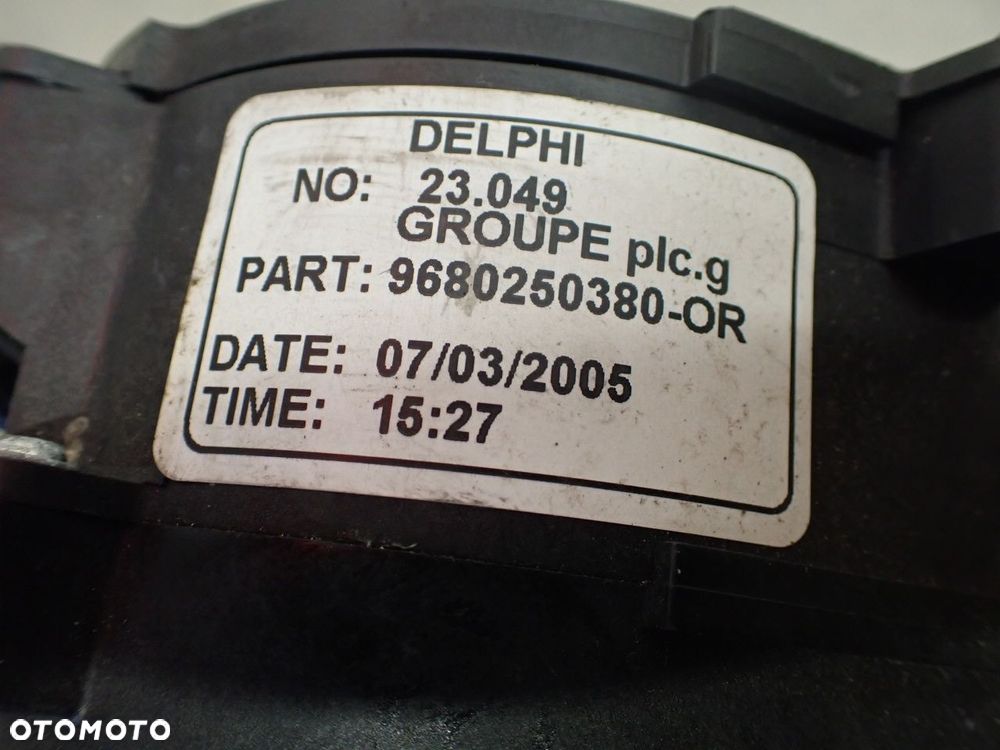 DELPHI
NO: 23.049
GROUPE plc.g
PART: 9680250380-OR
DATE: 07/03/2005
TIME: 15:27
OTOMOTO